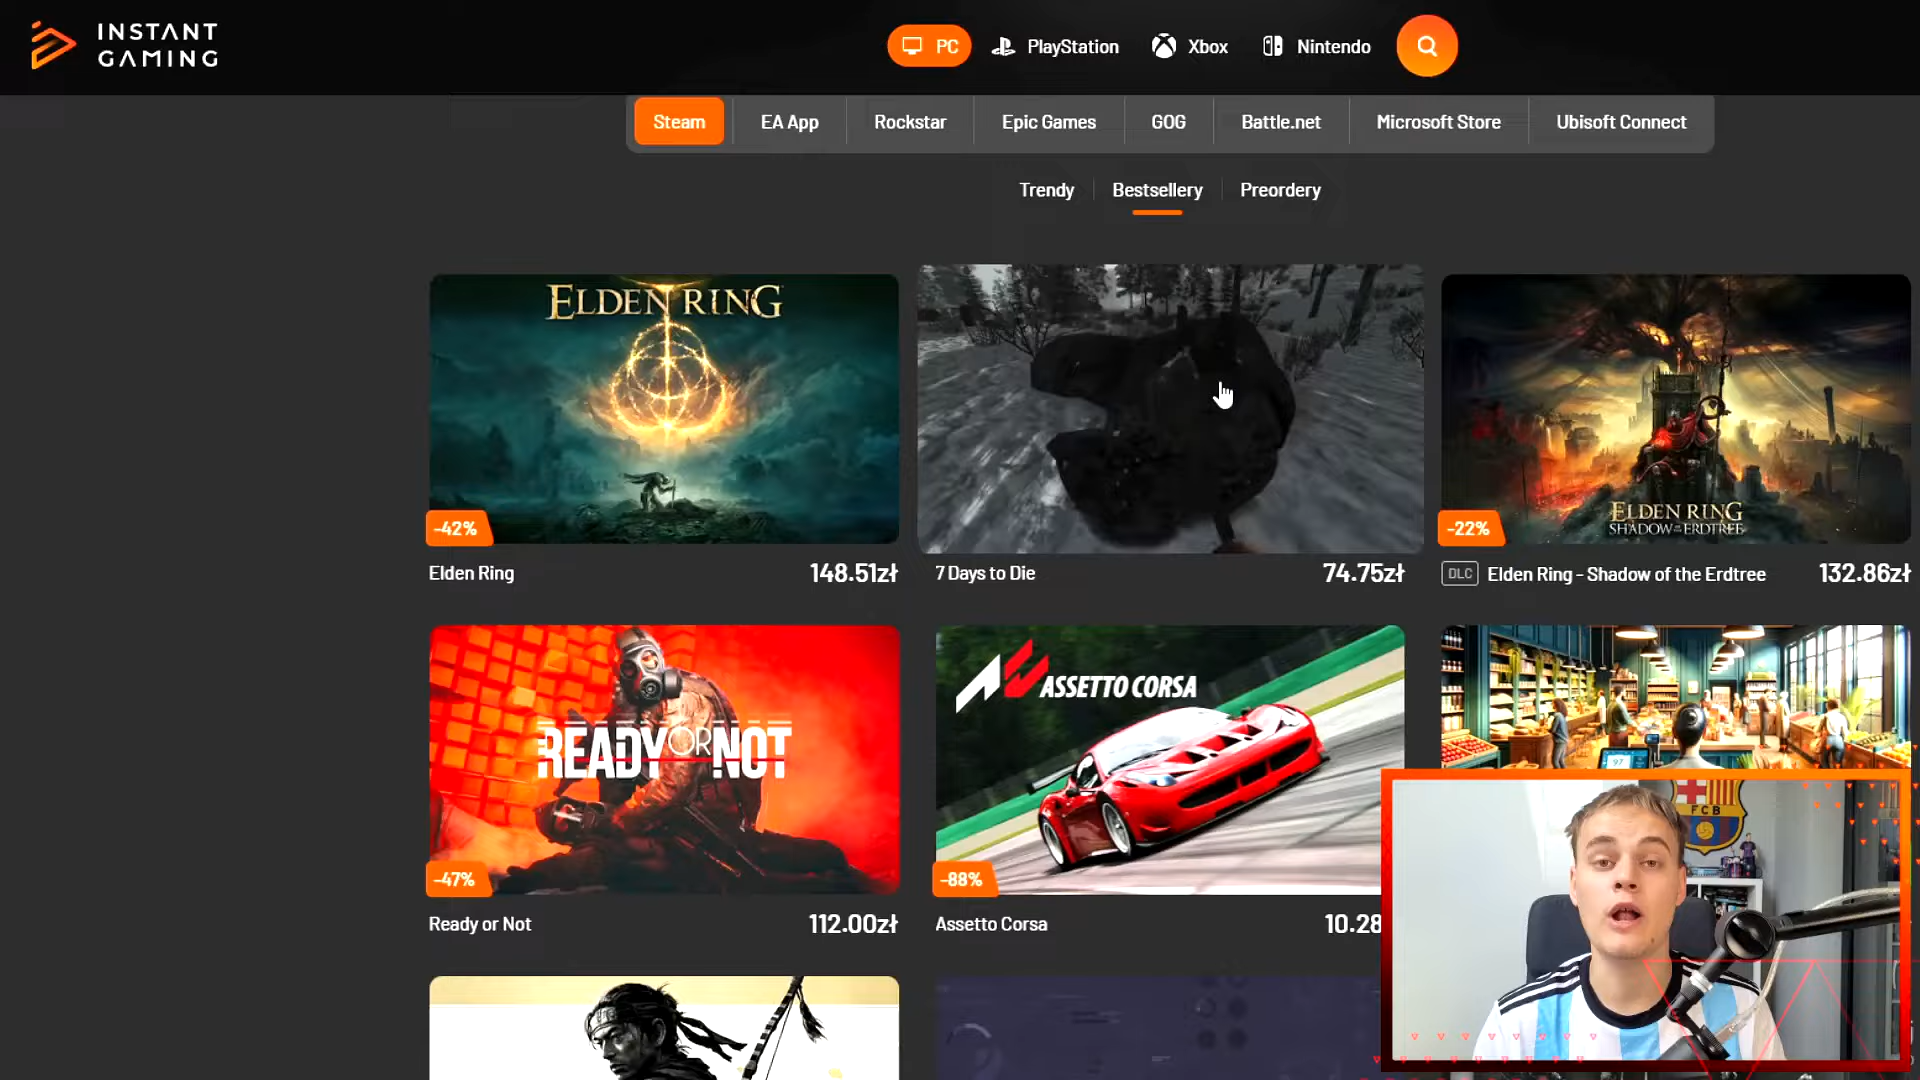 INSTANT
GAMING
PC
PlayStation
Xbox
Nintendo
Steam
EA App
Rockstar
Epic Games
GOG
Battle.net
Microsoft Store
Ubisoft Connect
Trendy
Bestsellery
Preordery
ELDEN RING
-42%
Elden Ring
148.51zł
7 Days to Die
74.75zł
ELDEN RING
SHADOW OF THE ERDTREE
-22%
DLC
Elden Ring - Shadow of the Erdtree
132.86zł
READY OR NOT
-47%
Ready or Not
112.00zł
ASSETTO CORSA
-88%
Assetto Corsa
10.28
97
FCB